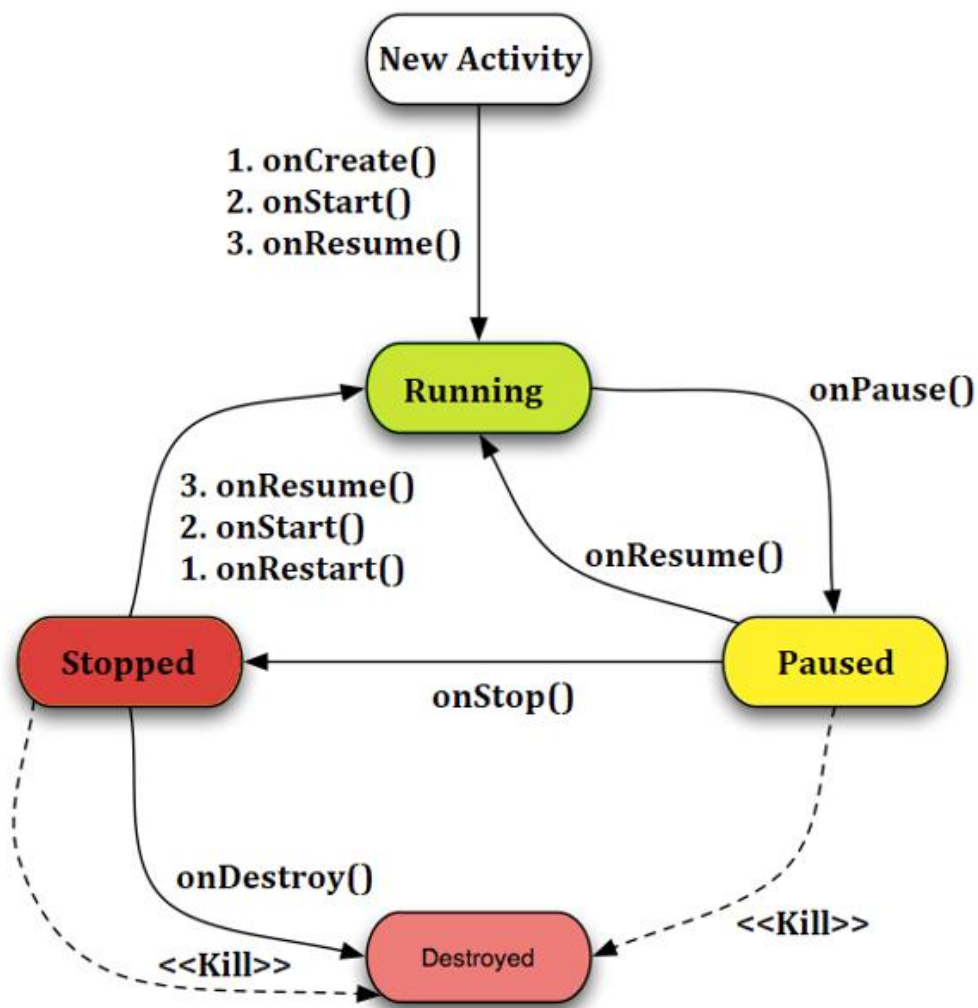 New Activity
1. onCreate()
2. onStart()
3. onResume()
Running
onPause()
3. onResume()
2. onStart()
1. onRestart()
onResume()
Stopped
Paused
onStop()
onDestroy()
<<Kill>>
<<Kill>>
Destroyed